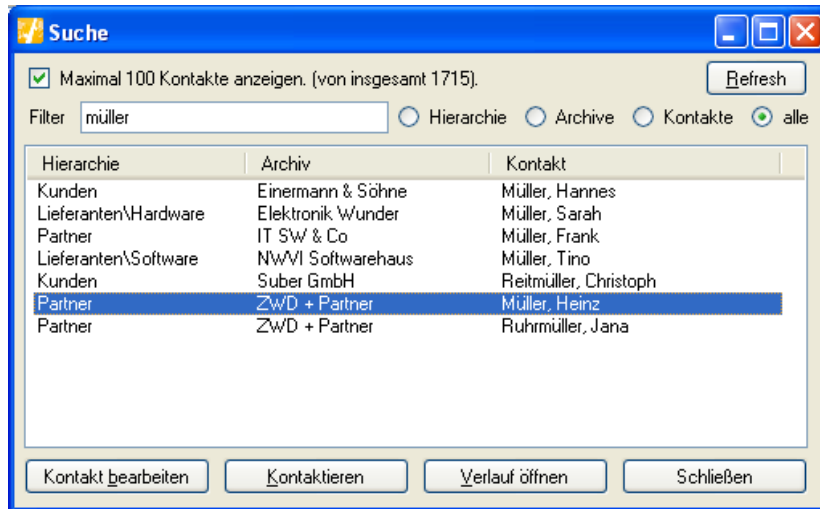 Suche
Maximal 100 Kontakte anzeigen. (von insgesamt 1715). Refresh
Filter müller Hierarchie Archive Kontakte alle
Hierarchie Archiv Kontakt
Kunden Einermann & Söhne Müller, Hannes
Lieferanten\Hardware Elektronik Wunder Müller, Sarah
Partner IT SW & Co Müller, Frank
Lieferanten\Software NWVI Softwarehaus Müller, Tino
Kunden Suber GmbH Reitmüller, Christoph
Partner ZWD + Partner Müller, Heinz
Partner ZWD + Partner Ruhrmüller, Jana
Kontakt bearbeiten Kontaktieren Verlauf öffnen Schließen